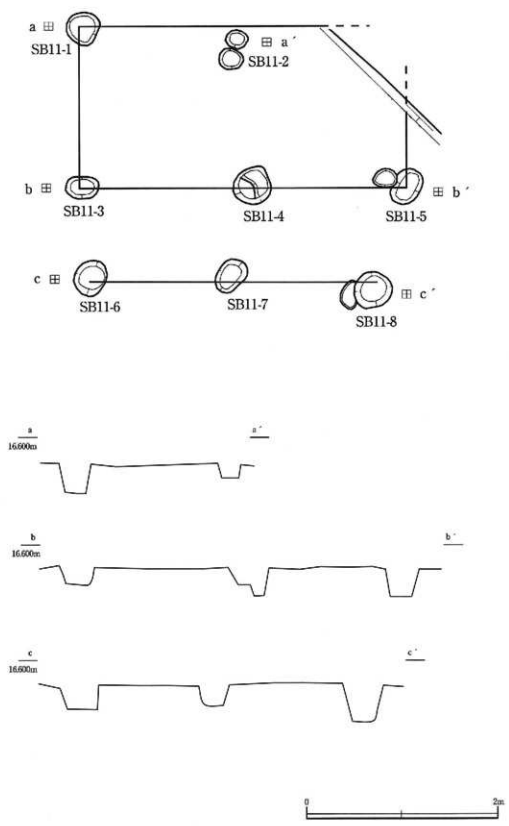 a a´
SB11-1
SB11-2
b b´
SB11-3
SB11-4
SB11-5
c c´
SB11-6
SB11-7
SB11-8
a a´
16.600m
b b´
16.600m
c c´
16.600m
0 2m